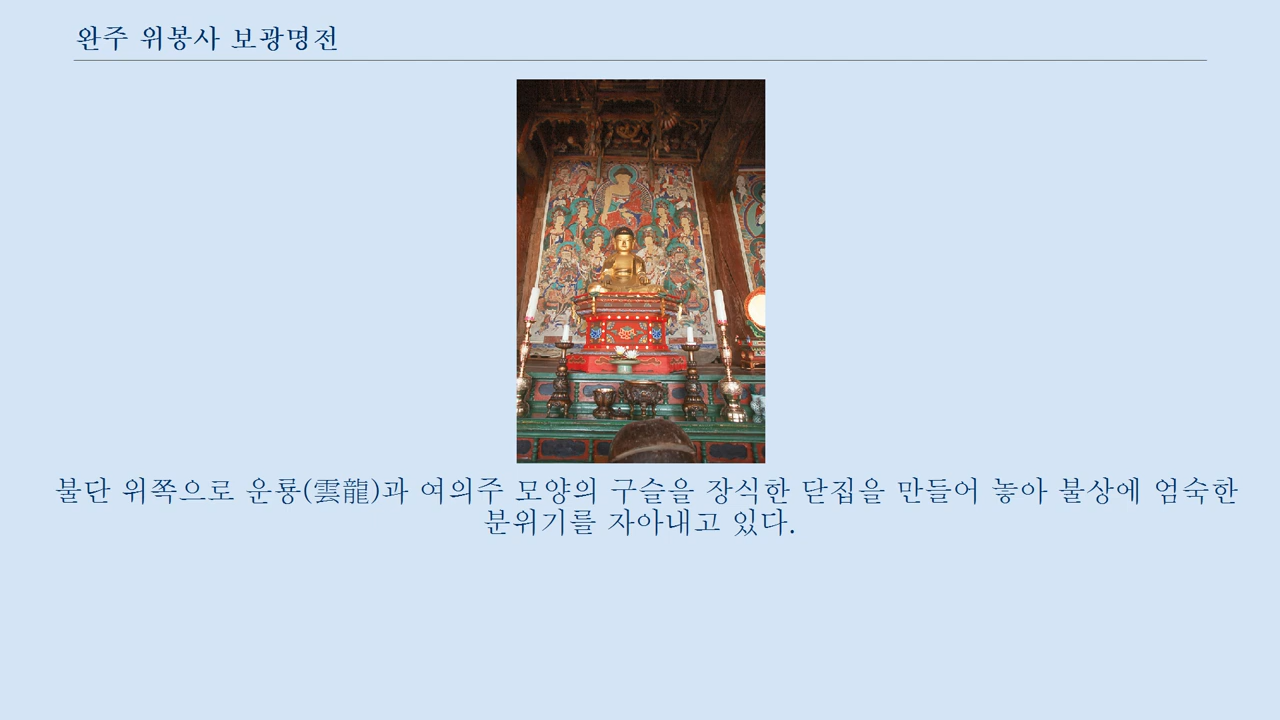 완주 위봉사 보광명전
불단 위쪽으로 운룡(雲龍)과 여의주 모양의 구슬을 장식한 닫집을 만들어 놓아 불상에 엄숙한
분위기를 자아내고 있다.